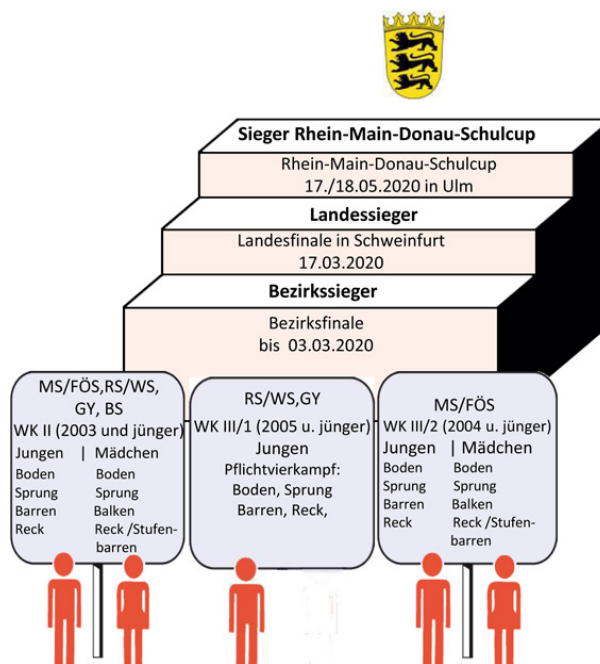 Sieger Rhein-Main-Donau-Schulcup
Rhein-Main-Donau-Schulcup
17./18.05.2020 in Ulm
Landessieger
Landesfinale in Schweinfurt
17.03.2020
Bezirkssieger
Bezirksfinale
bis 03.03.2020
MS/FÖS,RS/WS,
GY, BS
WK II (2003 und jünger)
Jungen | Mädchen
Boden Boden
Sprung Sprung
Barren Balken
Reck Reck /Stufen-
barren
RS/WS,GY
WK III/1 (2005 u. jünger)
Jungen
Pflichtvierkampf:
Boden, Sprung
Barren, Reck,
MS/FÖS
WK III/2 (2004 u. jünger)
Jungen | Mädchen
Boden Boden
Sprung Sprung
Barren Balken
Reck Reck /Stufen-
barren